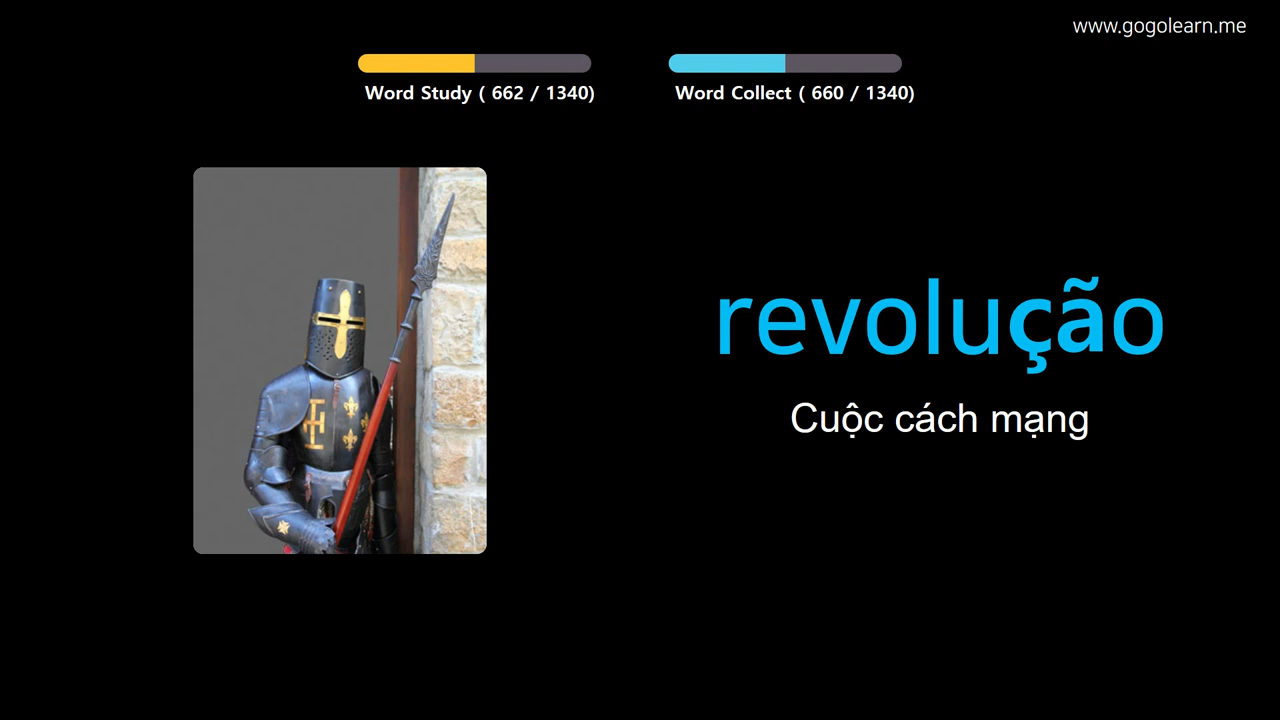 www.gogolearn.me
Word Study ( 662 / 1340)
Word Collect ( 660 / 1340)
revolução
Cuộc cách mạng